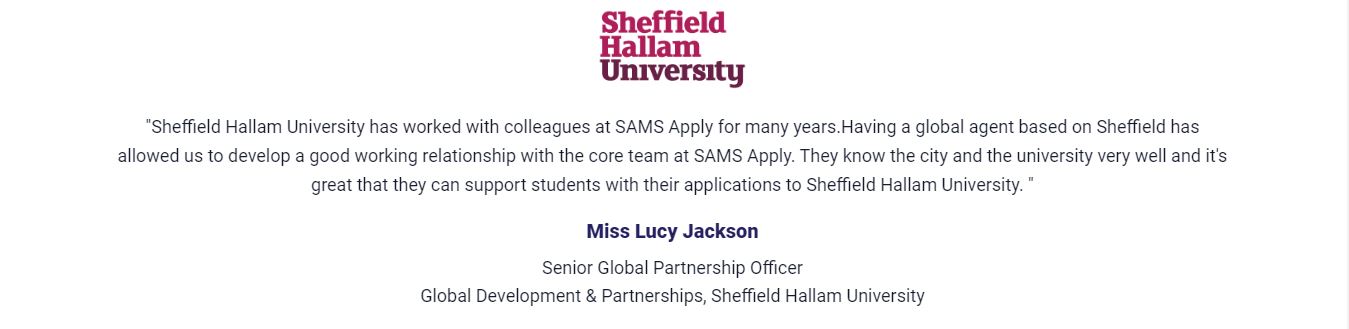 Sheffield
Hallam
University
"Sheffield Hallam University has worked with colleagues at SAMS Apply for many years.Having a global agent based on Sheffield has
allowed us to develop a good working relationship with the core team at SAMS Apply. They know the city and the university very well and it's
great that they can support students with their applications to Sheffield Hallam University. "
Miss Lucy Jackson
Senior Global Partnership Officer
Global Development & Partnerships, Sheffield Hallam University